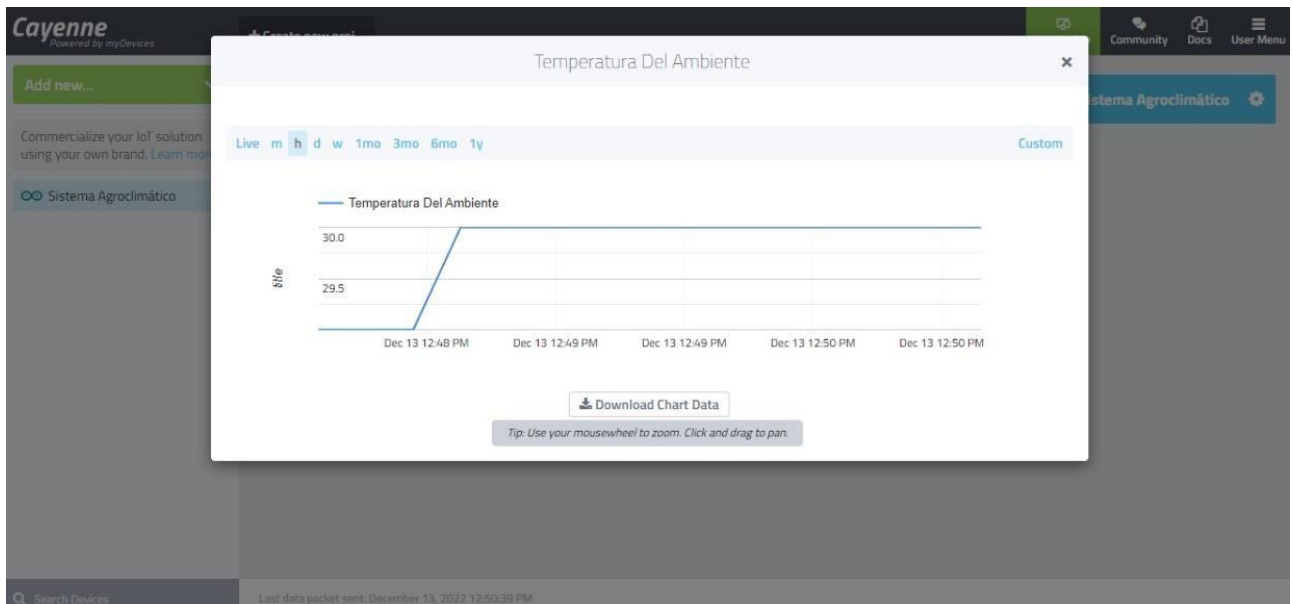 Cayenne
Powered by myDevices
Community
Docs
User Menu
Temperatura Del Ambiente
×
Add new...
Sistema Agroclimático
Commercialize your IoT solution
using your own brand. Learn
Live m h d w 1mo 3mo 6mo 1y
Custom
Sistema Agroclimático
Temperatura Del Ambiente
30.0
title
29.5
Dec 13 12:48 PM
Dec 13 12:49 PM
Dec 13 12:49 PM
Dec 13 12:50 PM
Dec 13 12:50 PM
Download Chart Data
Tip: Use your mousewheel to zoom. Click and drag to pan.
Search Devices
Last data packet sent: December 13, 2022 12:50:39 PM